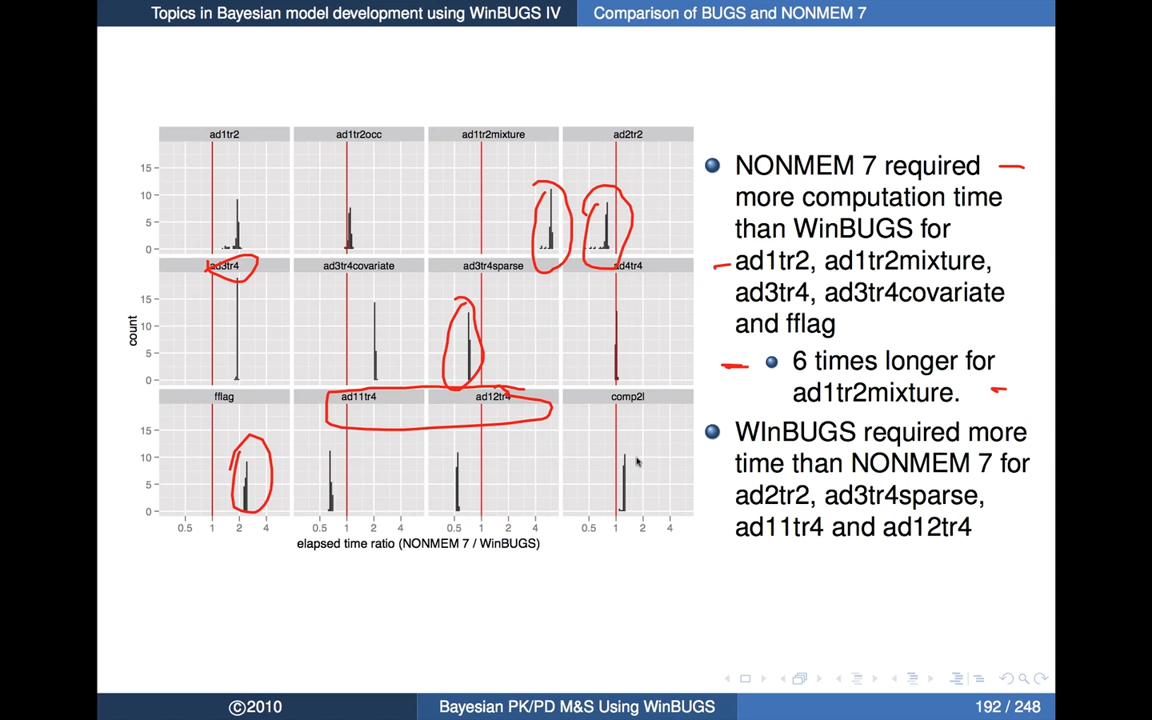 Topics in Bayesian model development using WinBUGS IV Comparison of BUGS and NONMEM 7
ad1tr2 ad1tr2occ ad1tr2mixture ad2tr2
15
10
5
0
ad3tr4 ad3tr4covariate ad3tr4sparse ad4tr4
15
10
5
0
fflag ad11tr4 ad12tr4 comp2l
15
10
5
0
0.5 1 2 4 0.5 1 2 4 0.5 1 2 4 0.5 1 2 4
count
elapsed time ratio (NONMEM 7 / WinBUGS)
NONMEM 7 required
more computation time
than WinBUGS for
ad1tr2, ad1tr2mixture,
ad3tr4, ad3tr4covariate
and fflag
6 times longer for
ad1tr2mixture.
WInBUGS required more
time than NONMEM 7 for
ad2tr2, ad3tr4sparse,
ad11tr4 and ad12tr4
©2010 Bayesian PK/PD M&S Using WinBUGS 192 / 248